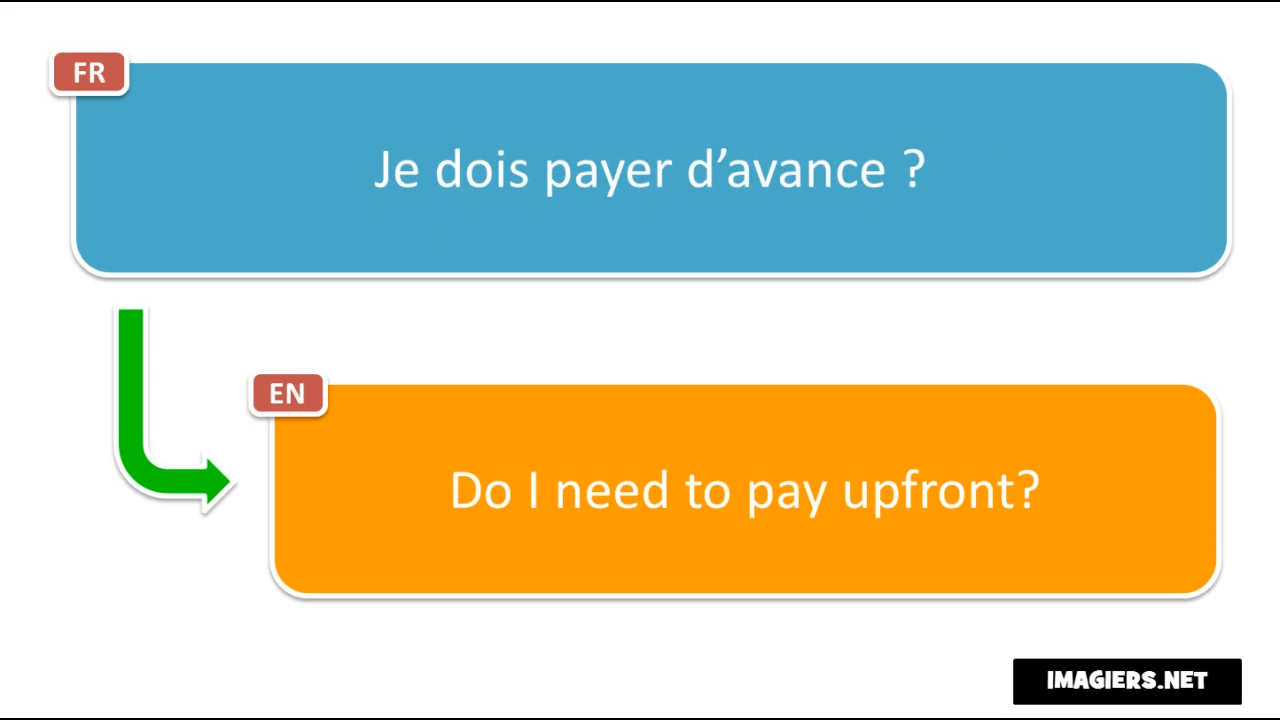 FR
Je dois payer d’avance ?
EN
Do I need to pay upfront?
IMAGIERS.NET